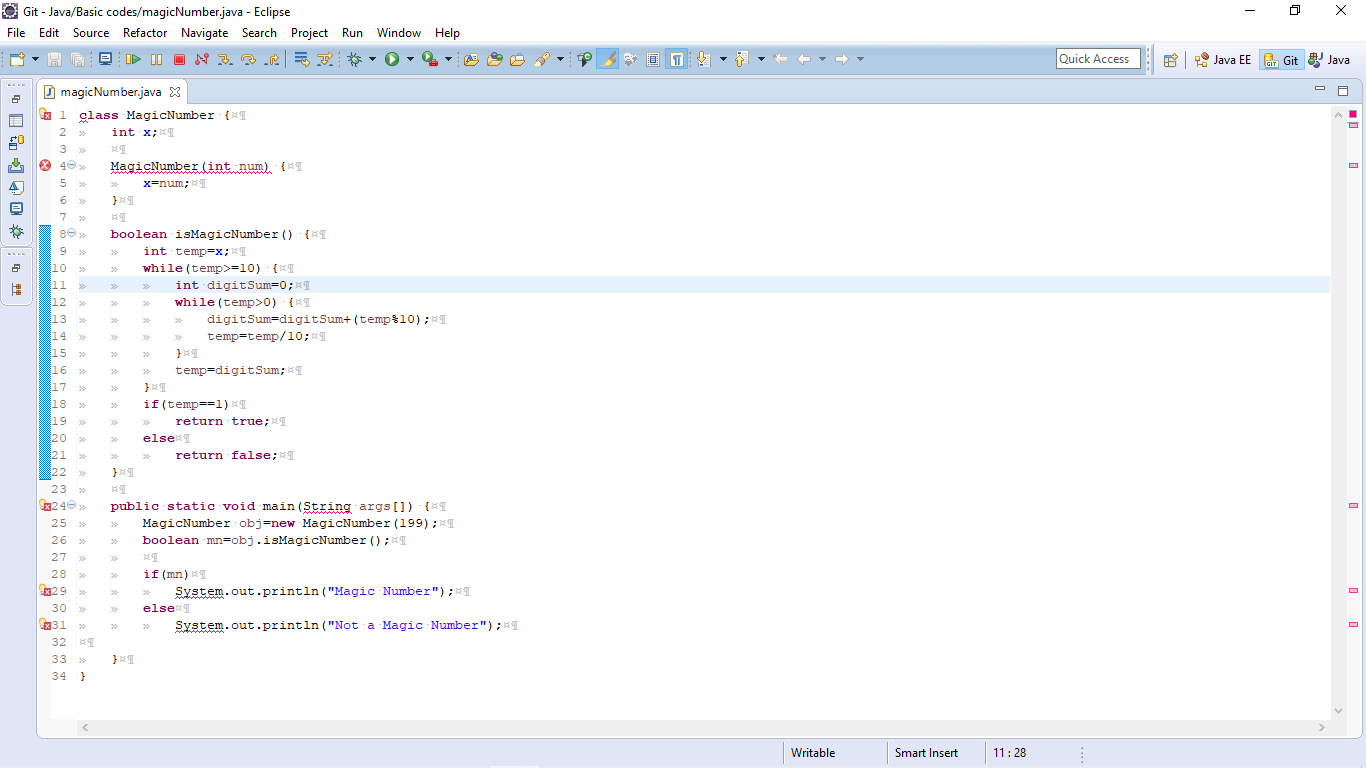 Git - Java/Basic codes/magicNumber.java - Eclipse
File Edit Source Refactor Navigate Search Project Run Window Help
Quick Access Java EE Git Java
magicNumber.java
1 class MagicNumber {
2 int x;
3
4 MagicNumber(int num) {
5 x=num;
6 }
7
8 boolean isMagicNumber() {
9 int temp=x;
10 while(temp>=10) {
11 int digitSum=0;
12 while(temp>0) {
13 digitSum=digitSum+(temp%10);
14 temp=temp/10;
15 }
16 temp=digitSum;
17 }
18 if(temp==1)
19 return true;
20 else
21 return false;
22 }
23
24 public static void main(String args[]) {
25 MagicNumber obj=new MagicNumber(199);
26 boolean mn=obj.isMagicNumber();
27
28 if(mn)
29 System.out.println("Magic Number");
30 else
31 System.out.println("Not a Magic Number");
32
33 }
34 }
Writable Smart Insert 11 : 28